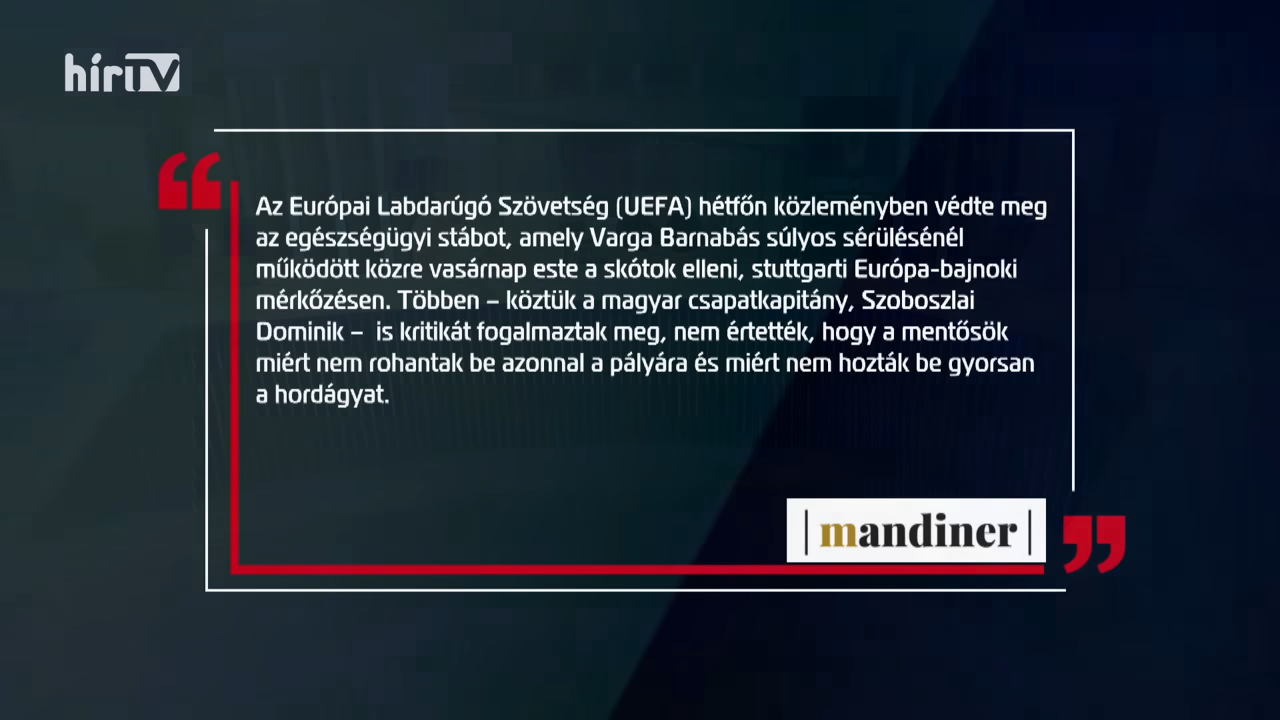 hírTV
Az Európai Labdarúgó Szövetség (UEFA) hétfőn közleményben védte meg
az egészségügyi stábot, amely Varga Barnabás súlyos sérülésénél
működött közre vasárnap este a skótok elleni, stuttgarti Európa-bajnoki
mérkőzésen. Többen – köztük a magyar csapatkapitány, Szoboszlai
Dominik – is kritikát fogalmaztak meg, nem értették, hogy a mentősök
miért nem rohantak be azonnal a pályára és miért nem hozták be gyorsan
a hordágyat.
| mandiner |